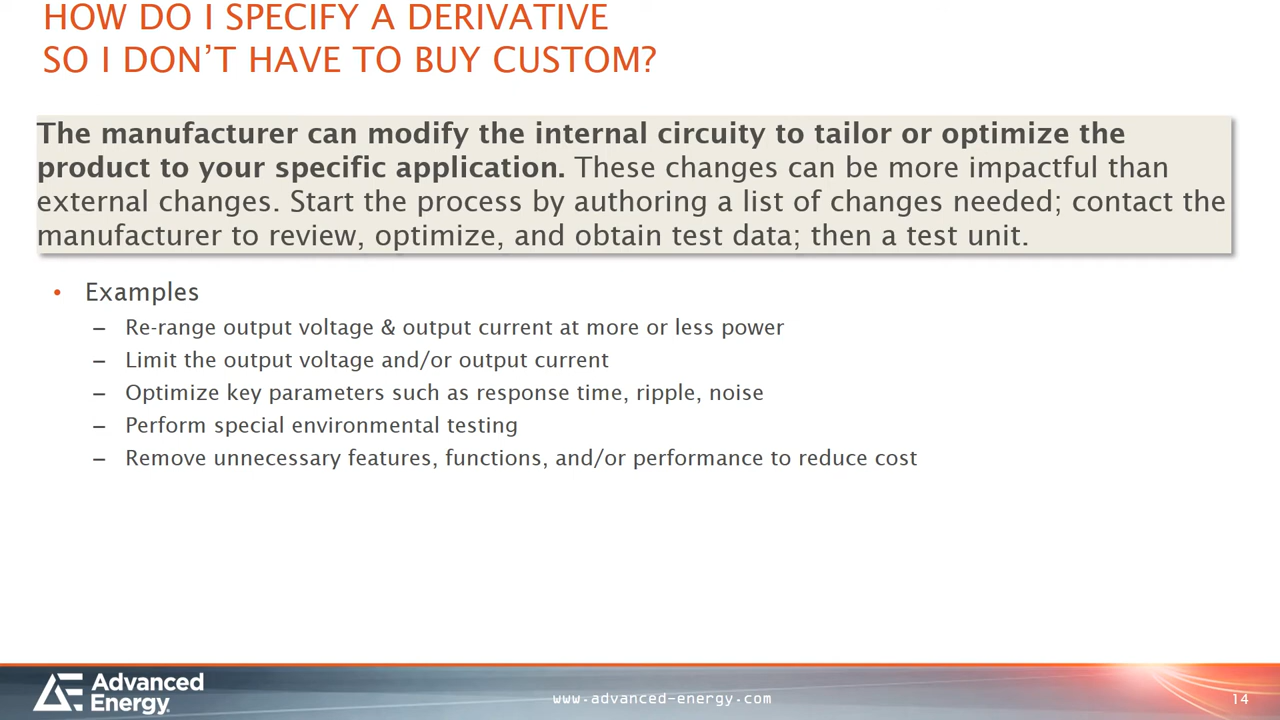 HOW DO I SPECIFY A DERIVATIVE
SO I DON'T HAVE TO BUY CUSTOM?
The manufacturer can modify the internal circuity to tailor or optimize the
product to your specific application. These changes can be more impactful than
external changes. Start the process by authoring a list of changes needed; contact the
manufacturer to review, optimize, and obtain test data; then a test unit.
• Examples
– Re-range output voltage & output current at more or less power
– Limit the output voltage and/or output current
– Optimize key parameters such as response time, ripple, noise
– Perform special environmental testing
– Remove unnecessary features, functions, and/or performance to reduce cost
Advanced
Energy
www.advanced-energy.com
14